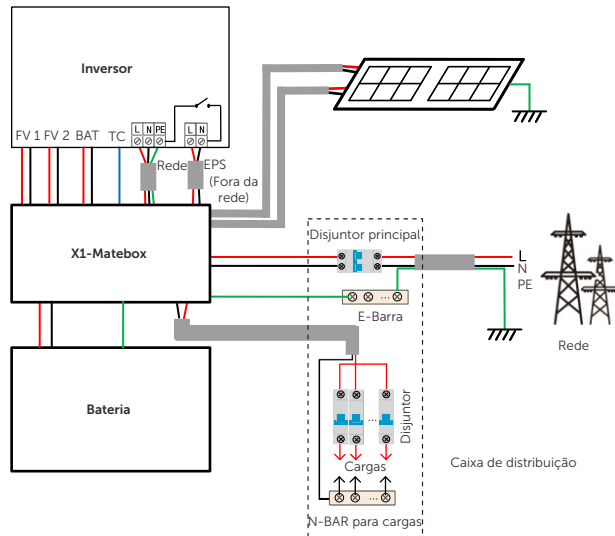 Inversor
FV 1 FV 2 BAT TC
L N PE
L N
Rede
EPS
(Fora da
rede)
X1-Matebox
Disjuntor principal
L
N
PE
E-Barra
Rede
Bateria
Disjuntor
Cargas
Caixa de distribuição
N-BAR para cargas